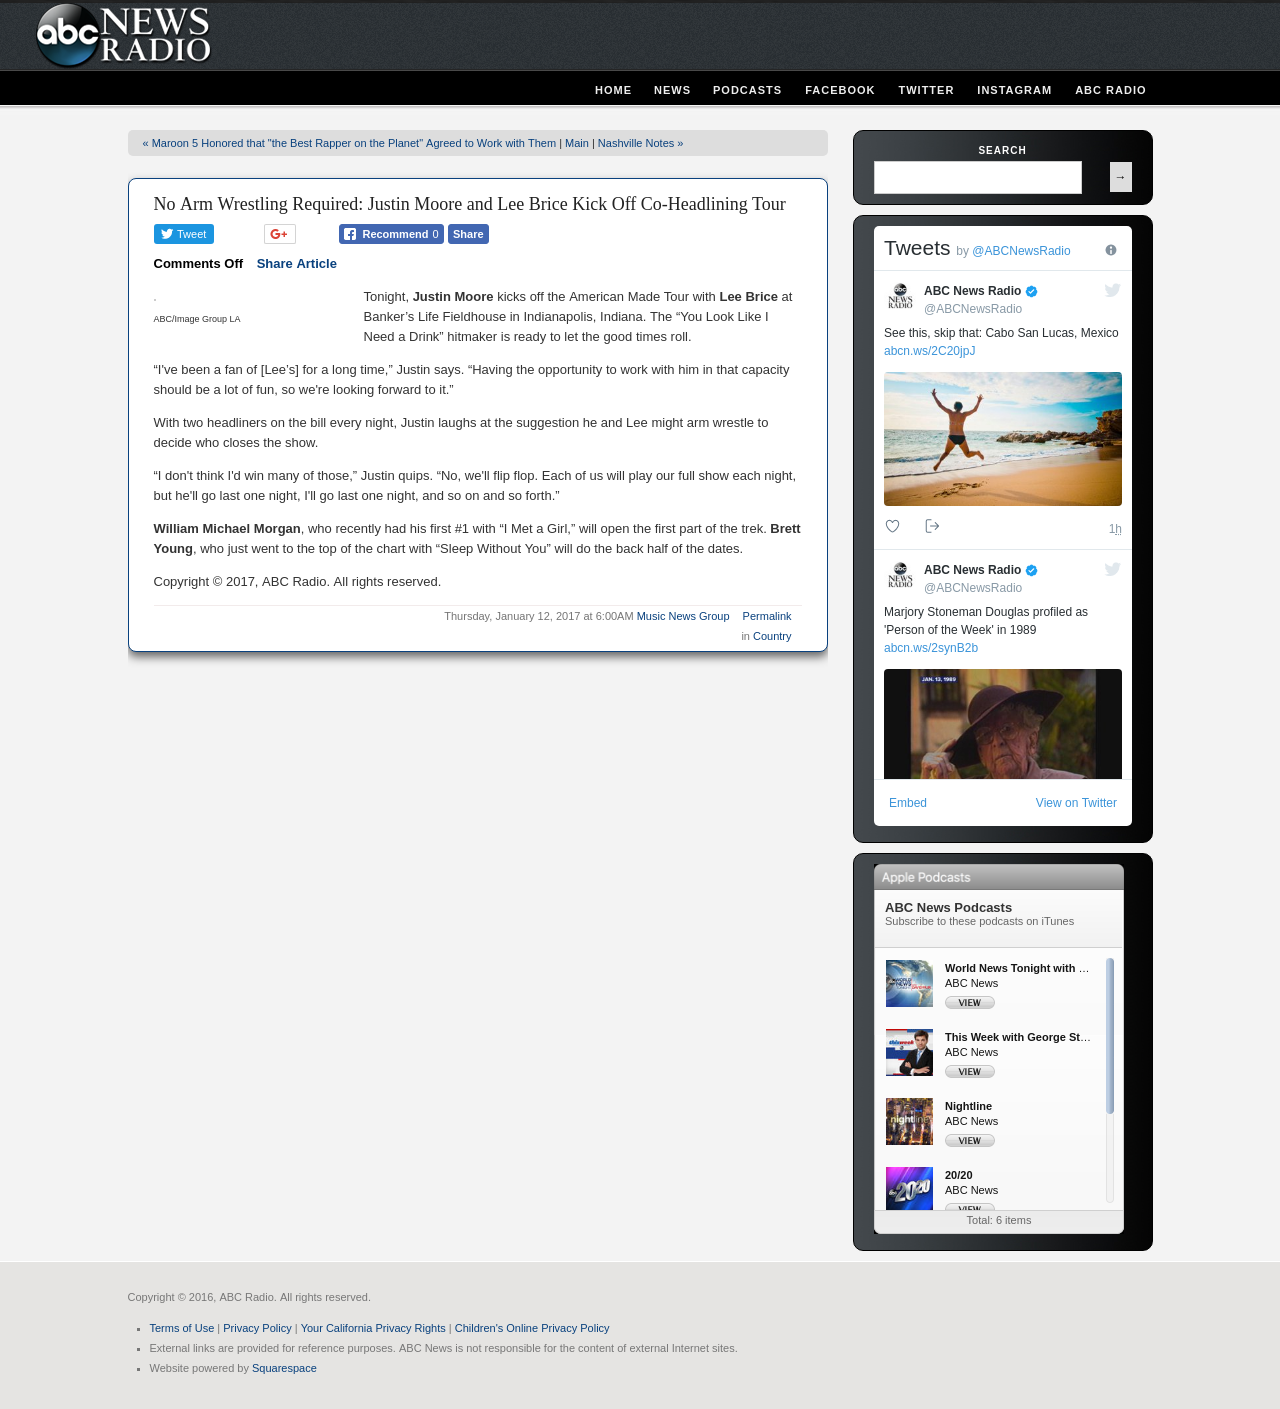 abc NEWS
RADIO
HOME NEWS PODCASTS FACEBOOK TWITTER INSTAGRAM ABC RADIO
« Maroon 5 Honored that "the Best Rapper on the Planet" Agreed to Work with Them | Main | Nashville Notes »
No Arm Wrestling Required: Justin Moore and Lee Brice Kick Off Co-Headlining Tour
Tweet G+ Recommend 0 Share
Comments Off Share Article
ABC/Image Group LA
Tonight, Justin Moore kicks off the American Made Tour with Lee Brice at
Banker’s Life Fieldhouse in Indianapolis, Indiana. The “You Look Like I
Need a Drink” hitmaker is ready to let the good times roll.
“I've been a fan of [Lee’s] for a long time,” Justin says. “Having the opportunity to work with him in that capacity
should be a lot of fun, so we're looking forward to it.”
With two headliners on the bill every night, Justin laughs at the suggestion he and Lee might arm wrestle to
decide who closes the show.
“I don't think I'd win many of those,” Justin quips. “No, we'll flip flop. Each of us will play our full show each night,
but he'll go last one night, I'll go last one night, and so on and so forth.”
William Michael Morgan, who recently had his first #1 with “I Met a Girl,” will open the first part of the trek. Brett
Young, who just went to the top of the chart with “Sleep Without You” will do the back half of the dates.
Copyright © 2017, ABC Radio. All rights reserved.
Thursday, January 12, 2017 at 6:00AM Music News Group Permalink
in Country
SEARCH
→
Tweets by @ABCNewsRadio
abc NEWS RADIO
ABC News Radio
@ABCNewsRadio
See this, skip that: Cabo San Lucas, Mexico
abcn.ws/2C20jpJ
1h
abc NEWS RADIO
ABC News Radio
@ABCNewsRadio
Marjory Stoneman Douglas profiled as
'Person of the Week' in 1989
abcn.ws/2synB2b
JAN. 13, 1989
Embed View on Twitter
Apple Podcasts
ABC News Podcasts
Subscribe to these podcasts on iTunes
World News Tonight with …
ABC News
VIEW
This Week with George St…
ABC News
VIEW
nightline
Nightline
ABC News
VIEW
2020
20/20
ABC News
VIEW
Total: 6 items
Copyright © 2016, ABC Radio. All rights reserved.
Terms of Use | Privacy Policy | Your California Privacy Rights | Children's Online Privacy Policy
External links are provided for reference purposes. ABC News is not responsible for the content of external Internet sites.
Website powered by Squarespace